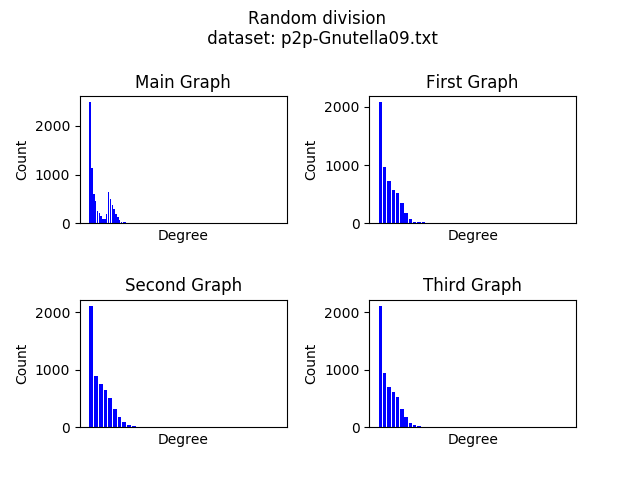 Random division
dataset: p2p-Gnutella09.txt
Main Graph
First Graph
Count
2000
1000
0
Degree
Count
2000
1000
0
Degree
Second Graph
Third Graph
Count
2000
1000
0
Degree
Count
2000
1000
0
Degree